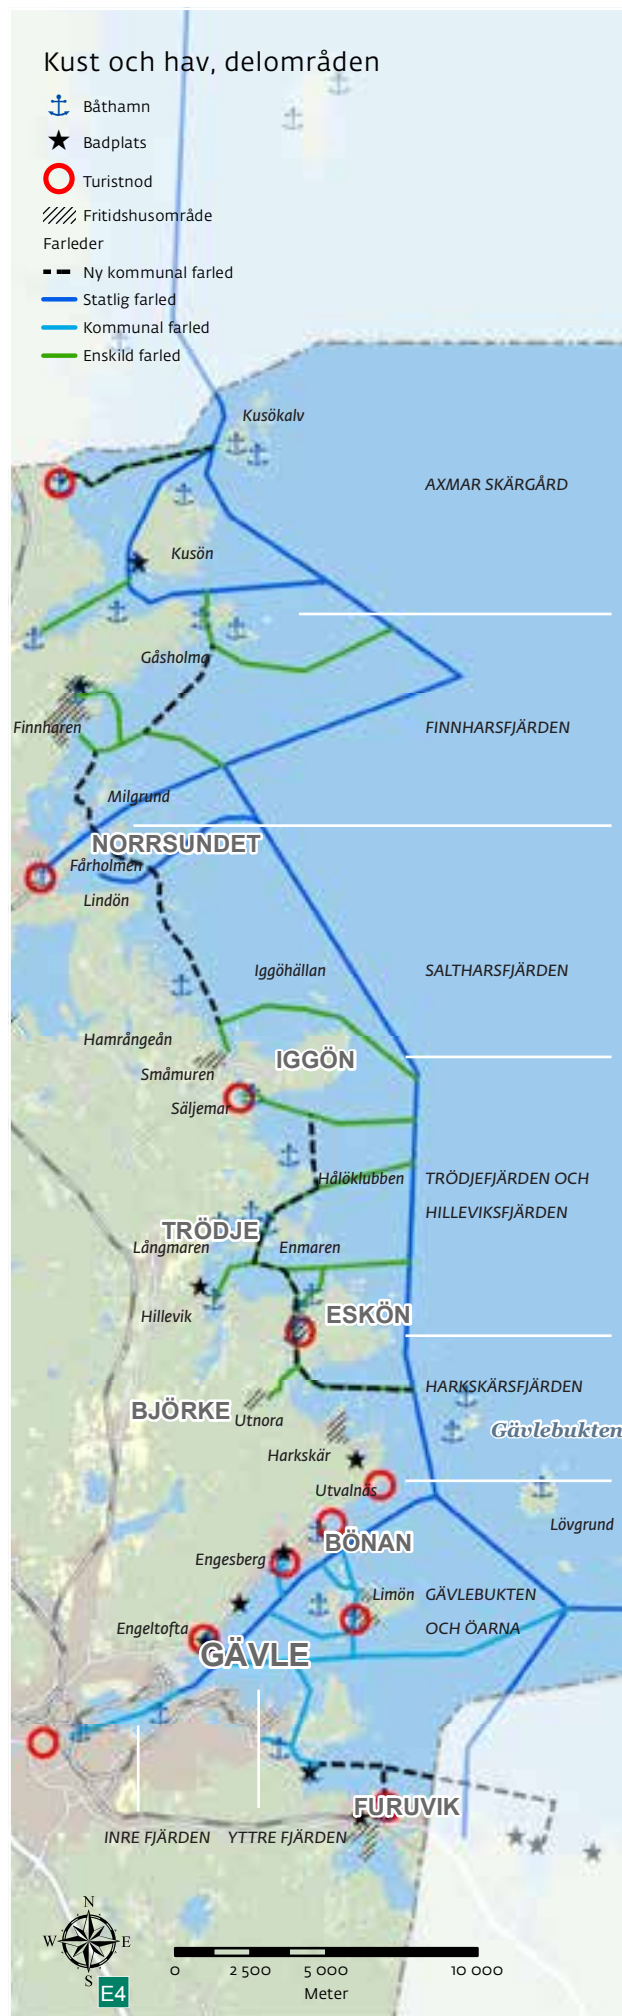 Kust och hav, delområden
Båthamn
Badplats
Turistnod
Fritidshusområde
Farleder
Ny kommunal farled
Statlig farled
Kommunal farled
Enskild farled
Kusökalv
AXMAR SKÄRGÅRD
Kusön
Gåsholma
Finnharen
FINNHARSFJÄRDEN
Milgrund
NORRSUNDET
Fårholmen
Lindön
Iggöhällan
SALTHARSFJÄRDEN
Hamrångeån
IGGÖN
Småmuren
Säljemar
Hålöklubben
TRÖDJEFJÄRDEN OCH
HILLEVIKSFJÄRDEN
TRÖDJE
Långmaren
Enmaren
Hillevik
ESKÖN
HARKSKÄRSFJÄRDEN
BJÖRKE
Utnora
Gävlebukten
Harkskär
Utvalnäs
Lövgrund
BÖNAN
Engesberg
Limön
GÄVLEBUKTEN
OCH ÖARNA
Engeltofta
GÄVLE
FURUVIK
INRE FJÄRDEN
YTTRE FJÄRDEN
N
W
E
S
E4
0
2 500
5 000
10 000
Meter